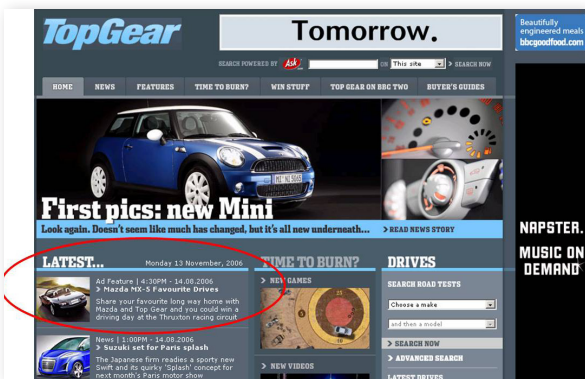 TopGear
Tomorrow.
Beautifully
engineered meals
bbcgoodfood.com
SEARCH POWERED BY Ask ON This site > SEARCH NOW
HOME NEWS FEATURES TIME TO BURN? WIN STUFF TOP GEAR ON BBC TWO BUYER'S GUIDES
First pics: new Mini
Look again. Doesn't seem like much has changed, but it's all new underneath... > READ NEWS STORY
NAPSTER.
MUSIC ON
DEMAND
LATEST... Monday 13 November, 2006
Ad Feature | 4:30PM - 14.08.2006
> Mazda MX-5 Favourite Drives
Share your favourite long way home with
Mazda and Top Gear and you could win a
driving day at the Thruxton racing circuit
News | 1:00PM - 14.08.2006
> Suzuki set for Paris splash
The Japanese firm readies a sporty new
Swift and its quirky 'Splash' concept for
next month's Paris motor show
TIME TO BURN?
> NEW GAMES
> NEW VIDEOS
DRIVES
SEARCH ROAD TESTS
Choose a make
and then a model
> SEARCH NOW
> ADVANCED SEARCH
LATEST DRIVES